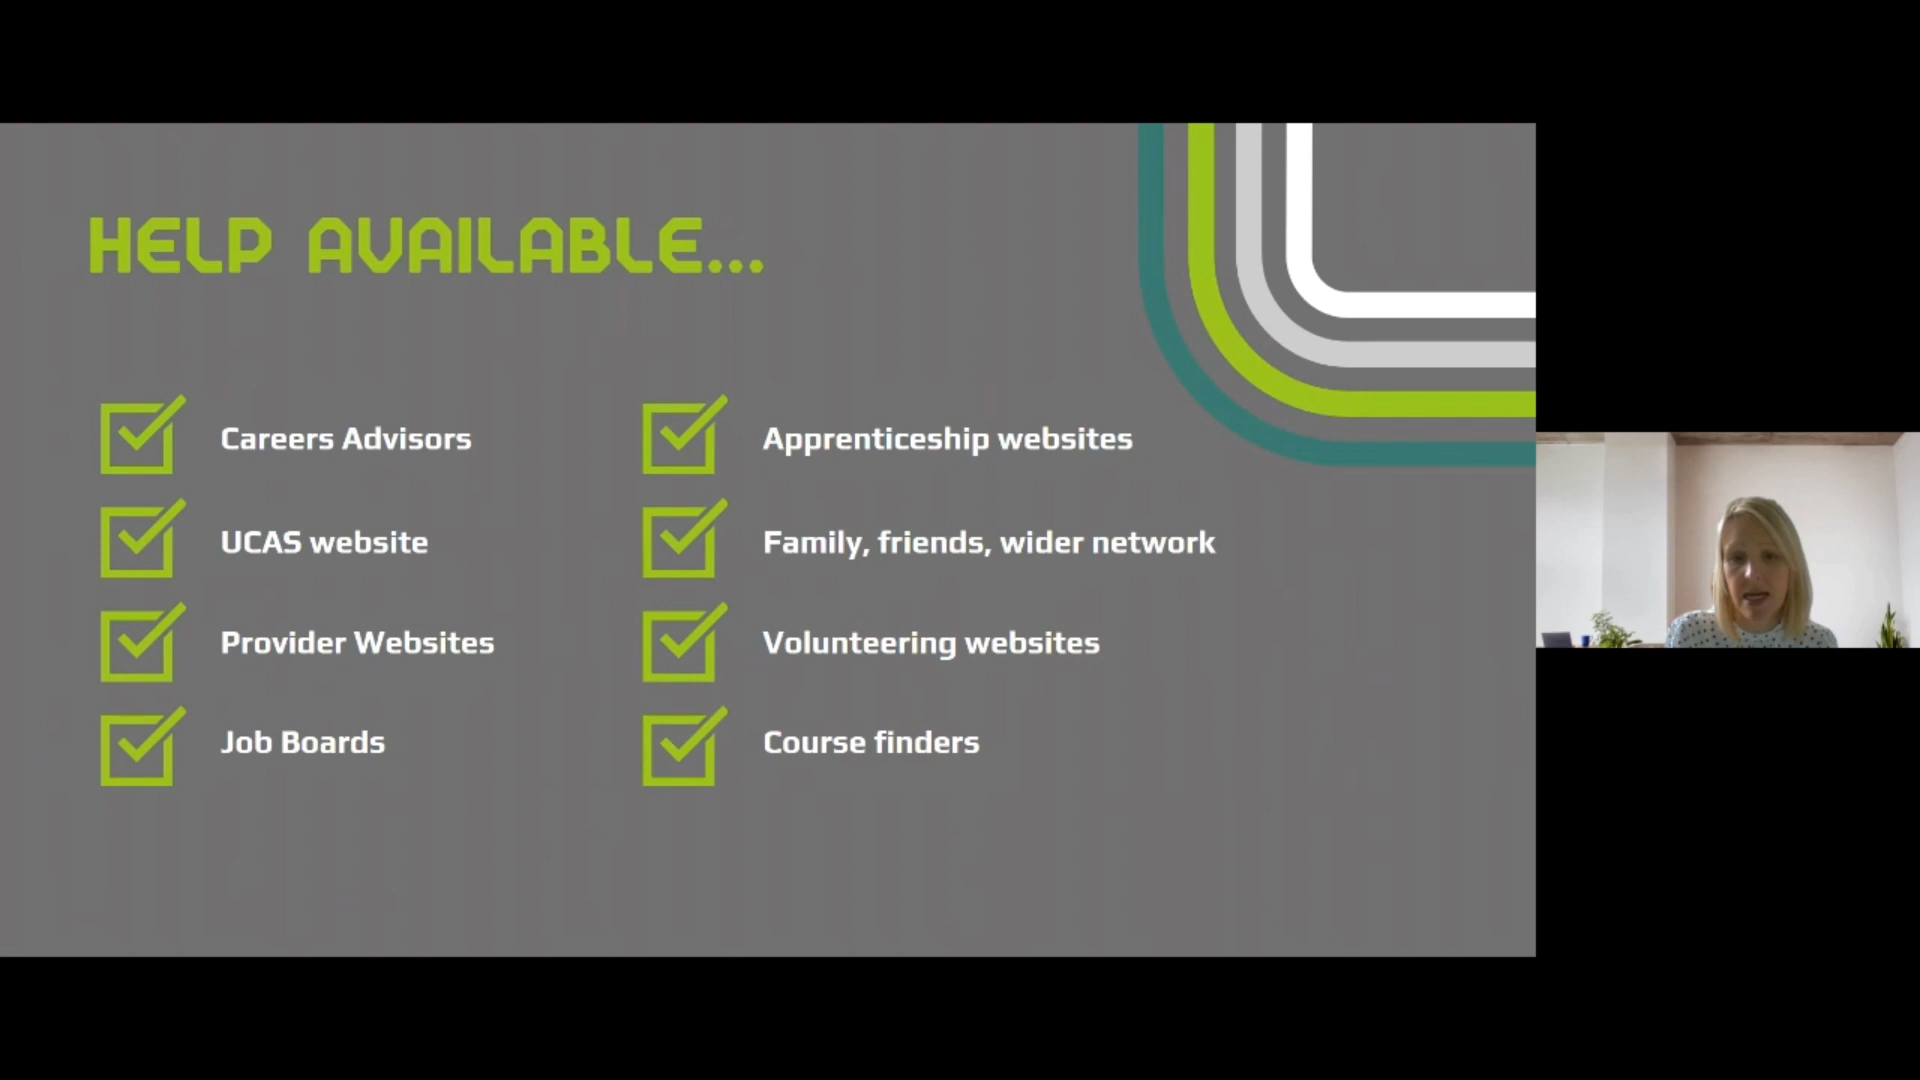 HELP AVAILABLE...
Careers Advisors
UCAS website
Provider Websites
Job Boards
Apprenticeship websites
Family, friends, wider network
Volunteering websites
Course finders